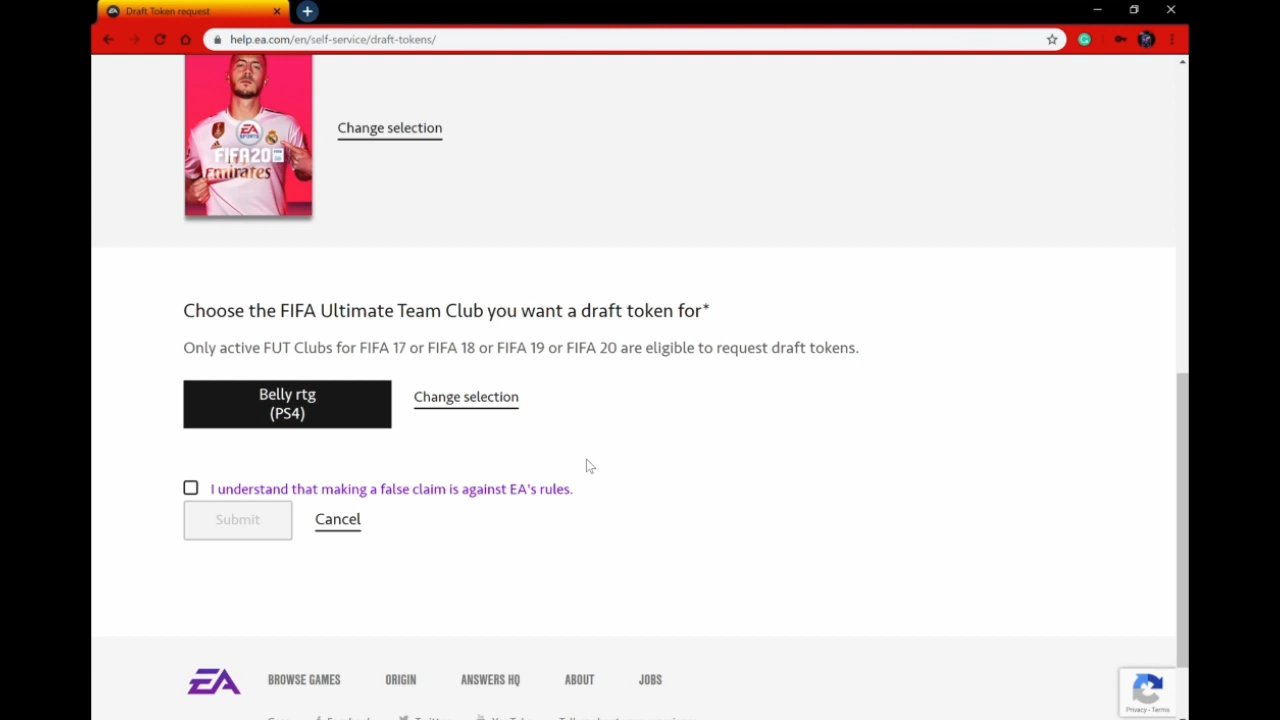 Draft Token request
help.ea.com/en/self-service/draft-tokens/
EA
SPORTS
FIFA20
Emirates
Change selection
Choose the FIFA Ultimate Team Club you want a draft token for*
Only active FUT Clubs for FIFA 17 or FIFA 18 or FIFA 19 or FIFA 20 are eligible to request draft tokens.
Belly rtg
(PS4)
Change selection
I understand that making a false claim is against EA's rules.
Submit
Cancel
EA
BROWSE GAMES
ORIGIN
ANSWERS HQ
ABOUT
JOBS
Privacy - Terms